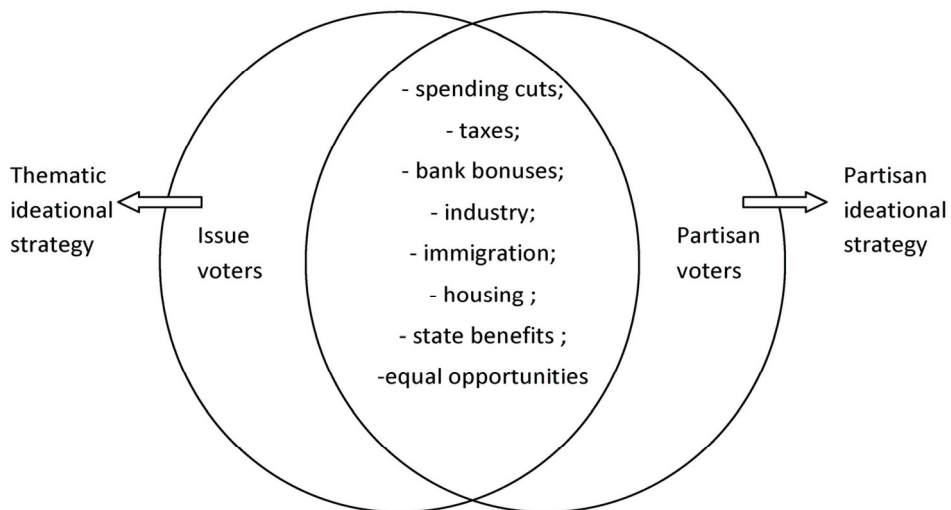 Thematic
ideational
strategy
Issue
voters
- spending cuts;
- taxes;
- bank bonuses;
- industry;
- immigration;
- housing ;
- state benefits ;
-equal opportunities
Partisan
voters
Partisan
ideational
strategy